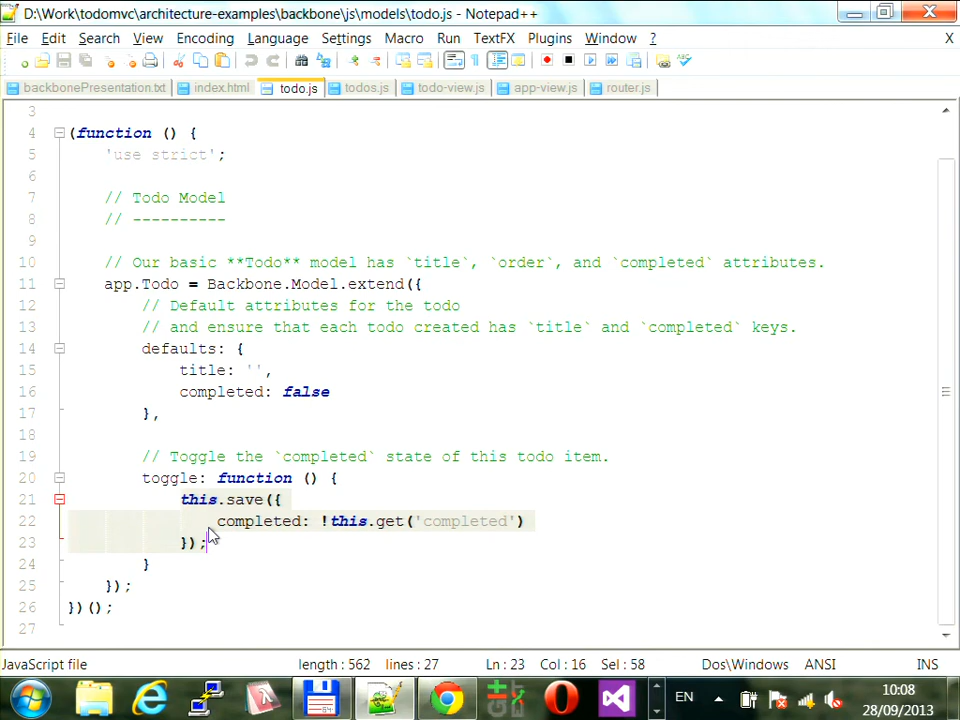 D:\Work\todomvc\architecture-examples\backbone\js\models\todo.js - Notepad++
File Edit Search View Encoding Language Settings Macro Run TextFX Plugins Window ? X
backbonePresentation.txt index.html todo.js todos.js todo-view.js app-view.js router.js
3
4 (function () {
5 'use strict';
6
7 // Todo Model
8 // ----------
9
10 // Our basic **Todo** model has `title`, `order`, and `completed` attributes.
11 app.Todo = Backbone.Model.extend({
12 // Default attributes for the todo
13 // and ensure that each todo created has `title` and `completed` keys.
14 defaults: {
15 title: '',
16 completed: false
17 },
18
19 // Toggle the `completed` state of this todo item.
20 toggle: function () {
21 this.save({
22 completed: !this.get('completed')
23 });
24 }
25 });
26 })();
27
JavaScript file length : 562 lines : 27 Ln : 23 Col : 16 Sel : 58 Dos\Windows ANSI INS
EN 10:08
28/09/2013